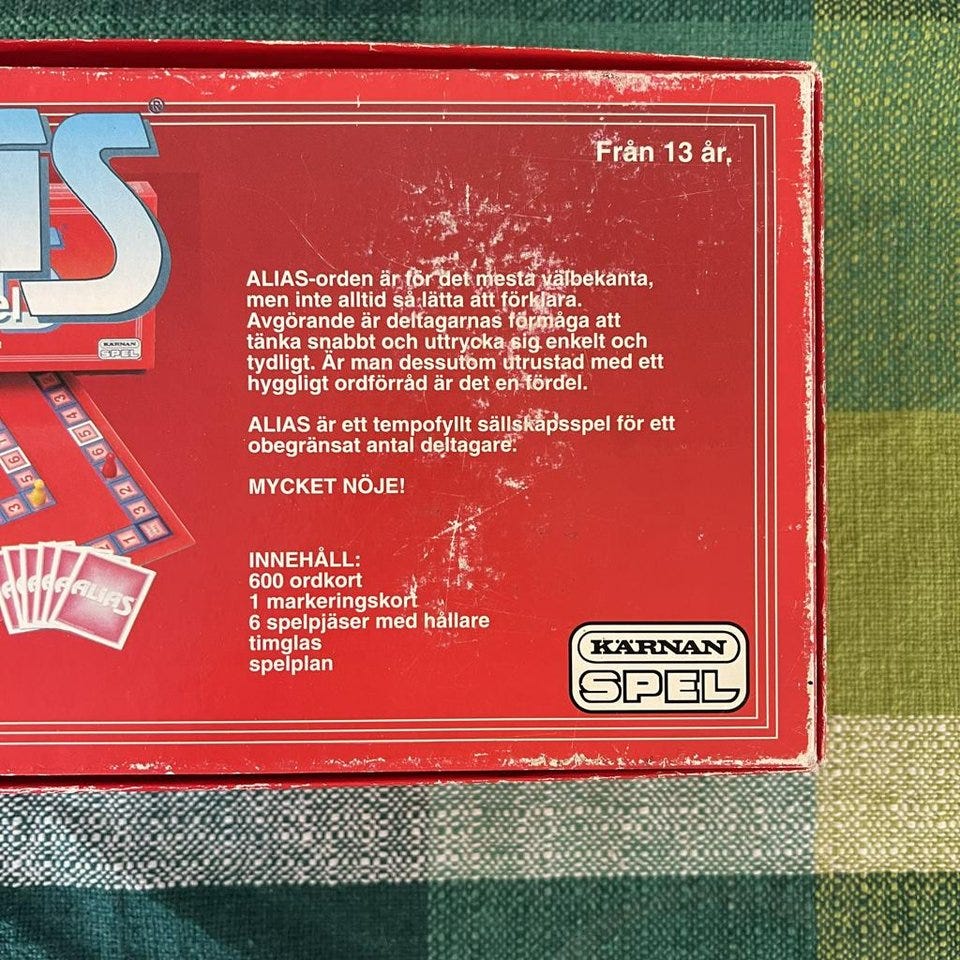 ®
Från 13 år.
ALIAS-orden är för det mesta välbekanta,
men inte alltid så lätta att förklara.
Avgörande är deltagarnas förmåga att
tänka snabbt och uttrycka sig enkelt och
tydligt. Är man dessutom utrustad med ett
hyggligt ordförråd är det en fördel.
ALIAS är ett tempofyllt sällskapsspel för ett
obegränsat antal deltagare.
MYCKET NÖJE!
INNEHÅLL:
600 ordkort
1 markeringskort
6 spelpjäser med hållare
timglas
spelplan
KÄRNAN
SPEL
KÄRNAN
SPEL
ALIAS